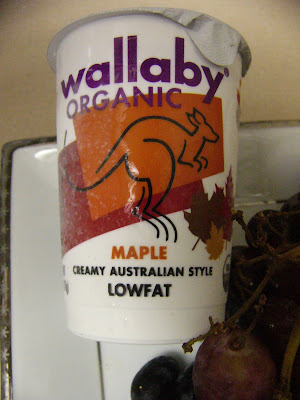 wallaby®
ORGANIC
MAPLE
CREAMY AUSTRALIAN STYLE
LOWFAT